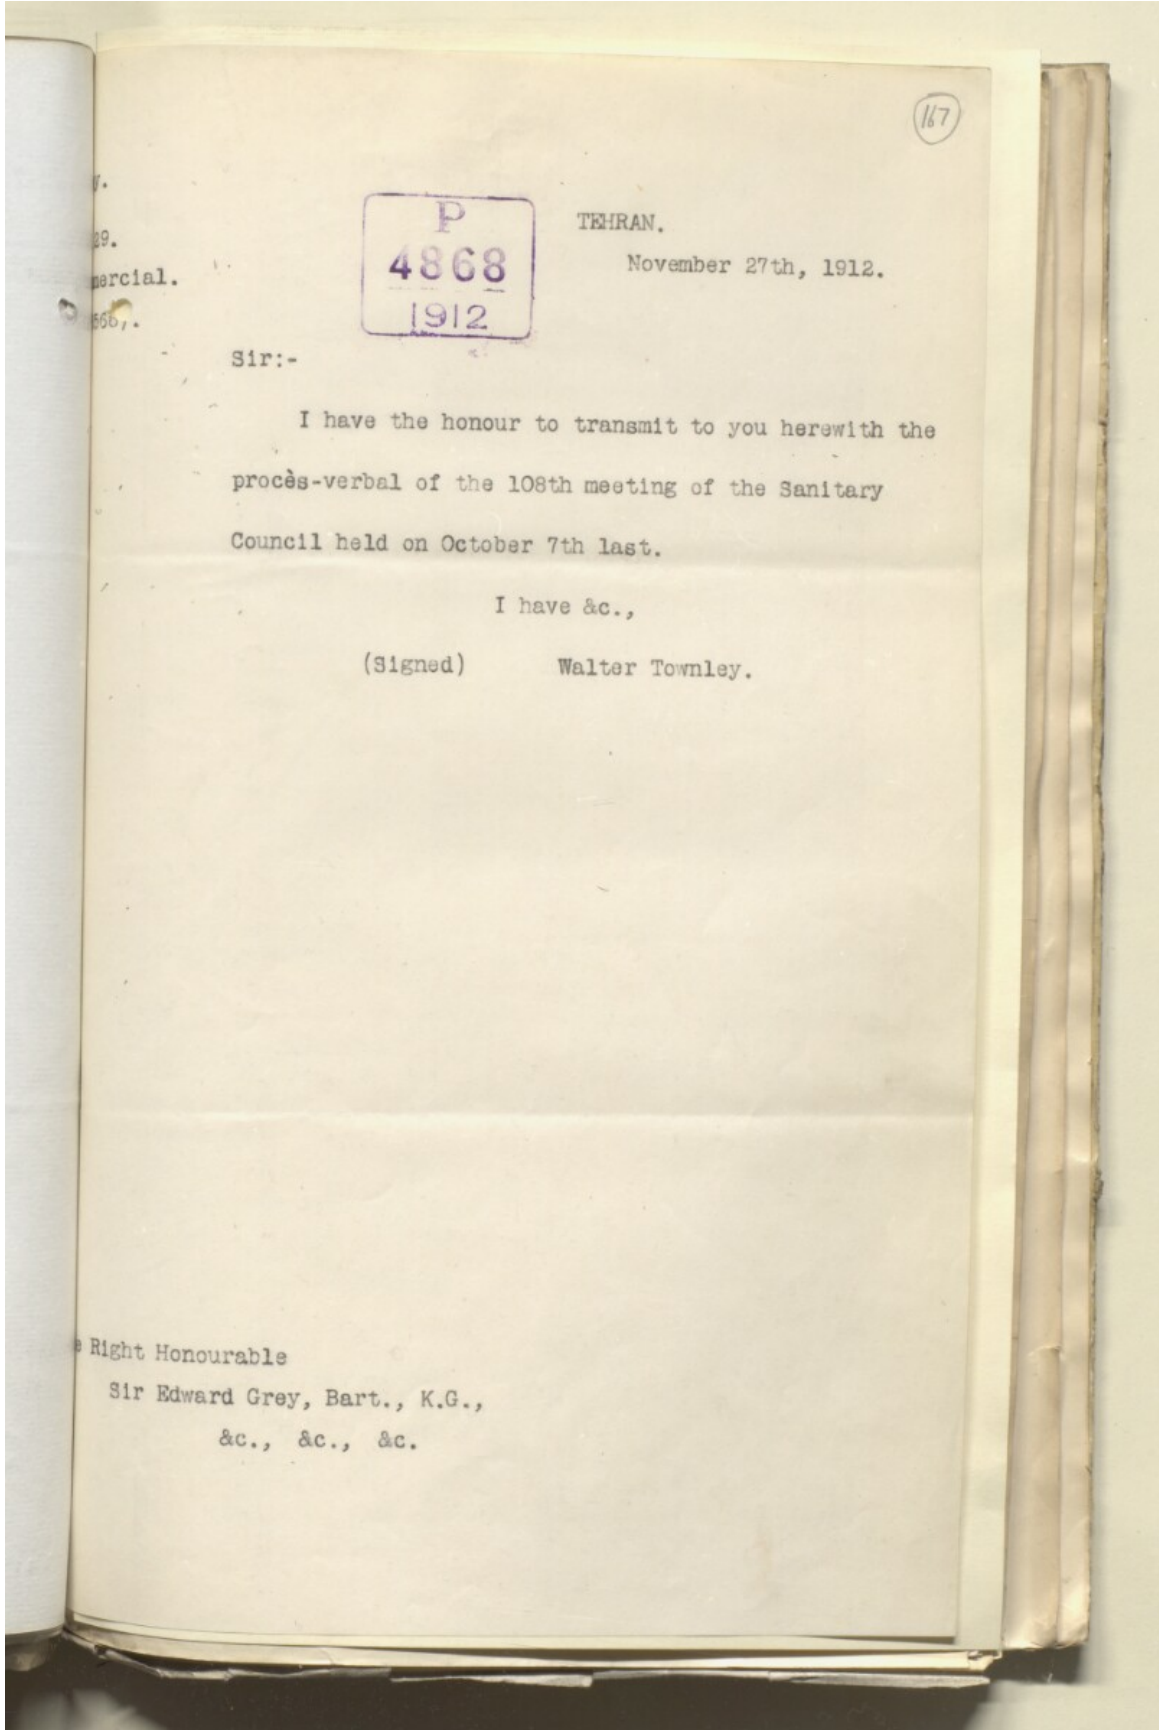 167
y.
29.
mercial.
P
4868
1912
TEHRAN.
November 27th, 1912.
Sir:-
I have the honour to transmit to you herewith the
procès-verbal of the 108th meeting of the Sanitary
Council held on October 7th last.
I have &c.,
(Signed) Walter Townley.
e Right Honourable
Sir Edward Grey, Bart., K.G.,
&c., &c., &c.